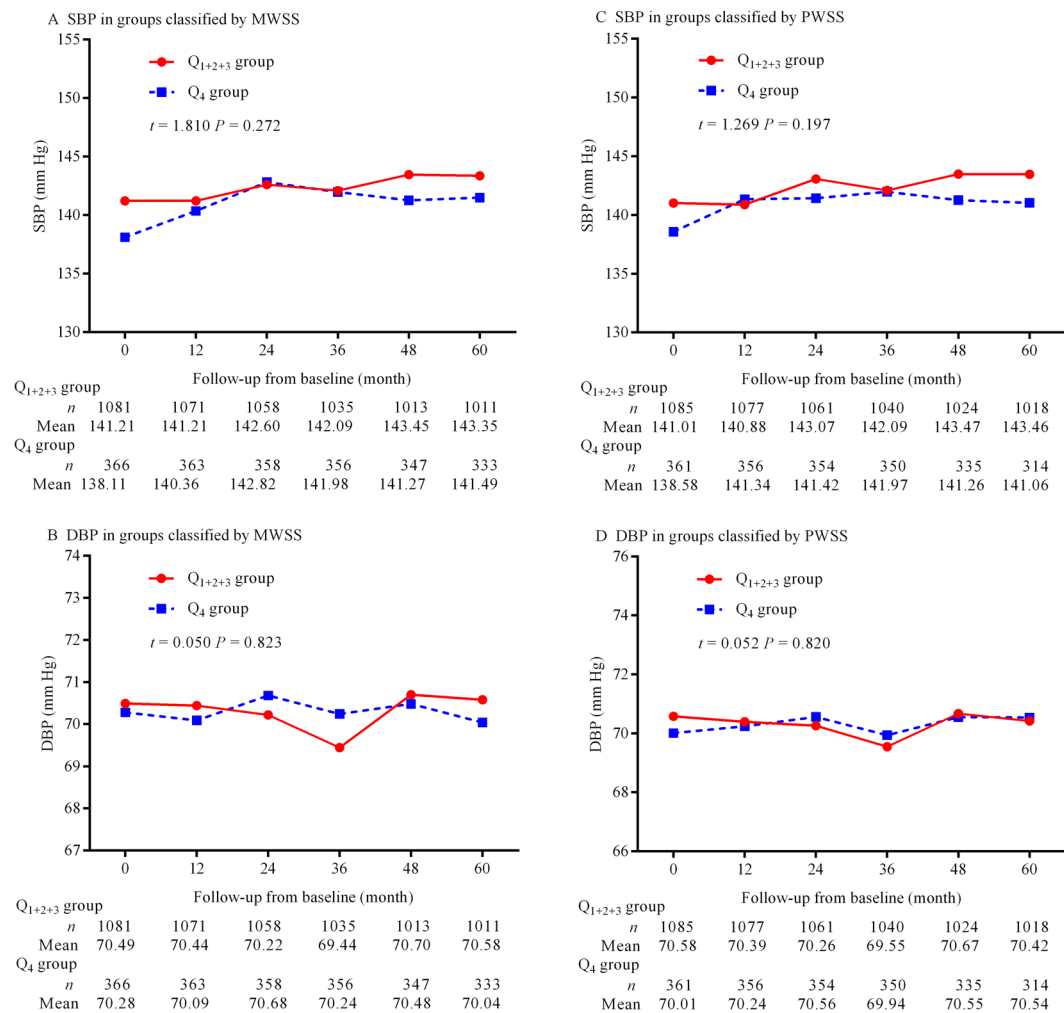 A SBP in groups classified by MWSS
155
150
145
140
135
130
SBP (mm Hg)
Q1+2+3 group
Q4 group
t = 1.810 P = 0.272
0 12 24 36 48 60
Follow-up from baseline (month)
Q1+2+3 group
n 1081 1071 1058 1035 1013 1011
Mean 141.21 141.21 142.60 142.09 143.45 143.35
Q4 group
n 366 363 358 356 347 333
Mean 138.11 140.36 142.82 141.98 141.27 141.49
C SBP in groups classified by PWSS
155
150
145
140
135
130
SBP (mm Hg)
Q1+2+3 group
Q4 group
t = 1.269 P = 0.197
0 12 24 36 48 60
Follow-up from baseline (month)
Q1+2+3 group
n 1085 1077 1061 1040 1024 1018
Mean 141.01 140.88 143.07 142.09 143.47 143.46
Q4 group
n 361 356 354 350 335 314
Mean 138.58 141.34 141.42 141.97 141.26 141.06
B DBP in groups classified by MWSS
74
73
72
71
70
69
68
67
DBP (mm Hg)
Q1+2+3 group
Q4 group
t = 0.050 P = 0.823
0 12 24 36 48 60
Follow-up from baseline (month)
Q1+2+3 group
n 1081 1071 1058 1035 1013 1011
Mean 70.49 70.44 70.22 69.44 70.70 70.58
Q4 group
n 366 363 358 356 347 333
Mean 70.28 70.09 70.68 70.24 70.48 70.04
D DBP in groups classified by PWSS
76
74
72
70
68
66
DBP (mm Hg)
Q1+2+3 group
Q4 group
t = 0.052 P = 0.820
0 12 24 36 48 60
Follow-up from baseline (month)
Q1+2+3 group
n 1085 1077 1061 1040 1024 1018
Mean 70.58 70.39 70.26 69.55 70.67 70.42
Q4 group
n 361 356 354 350 335 314
Mean 70.01 70.24 70.56 69.94 70.55 70.54